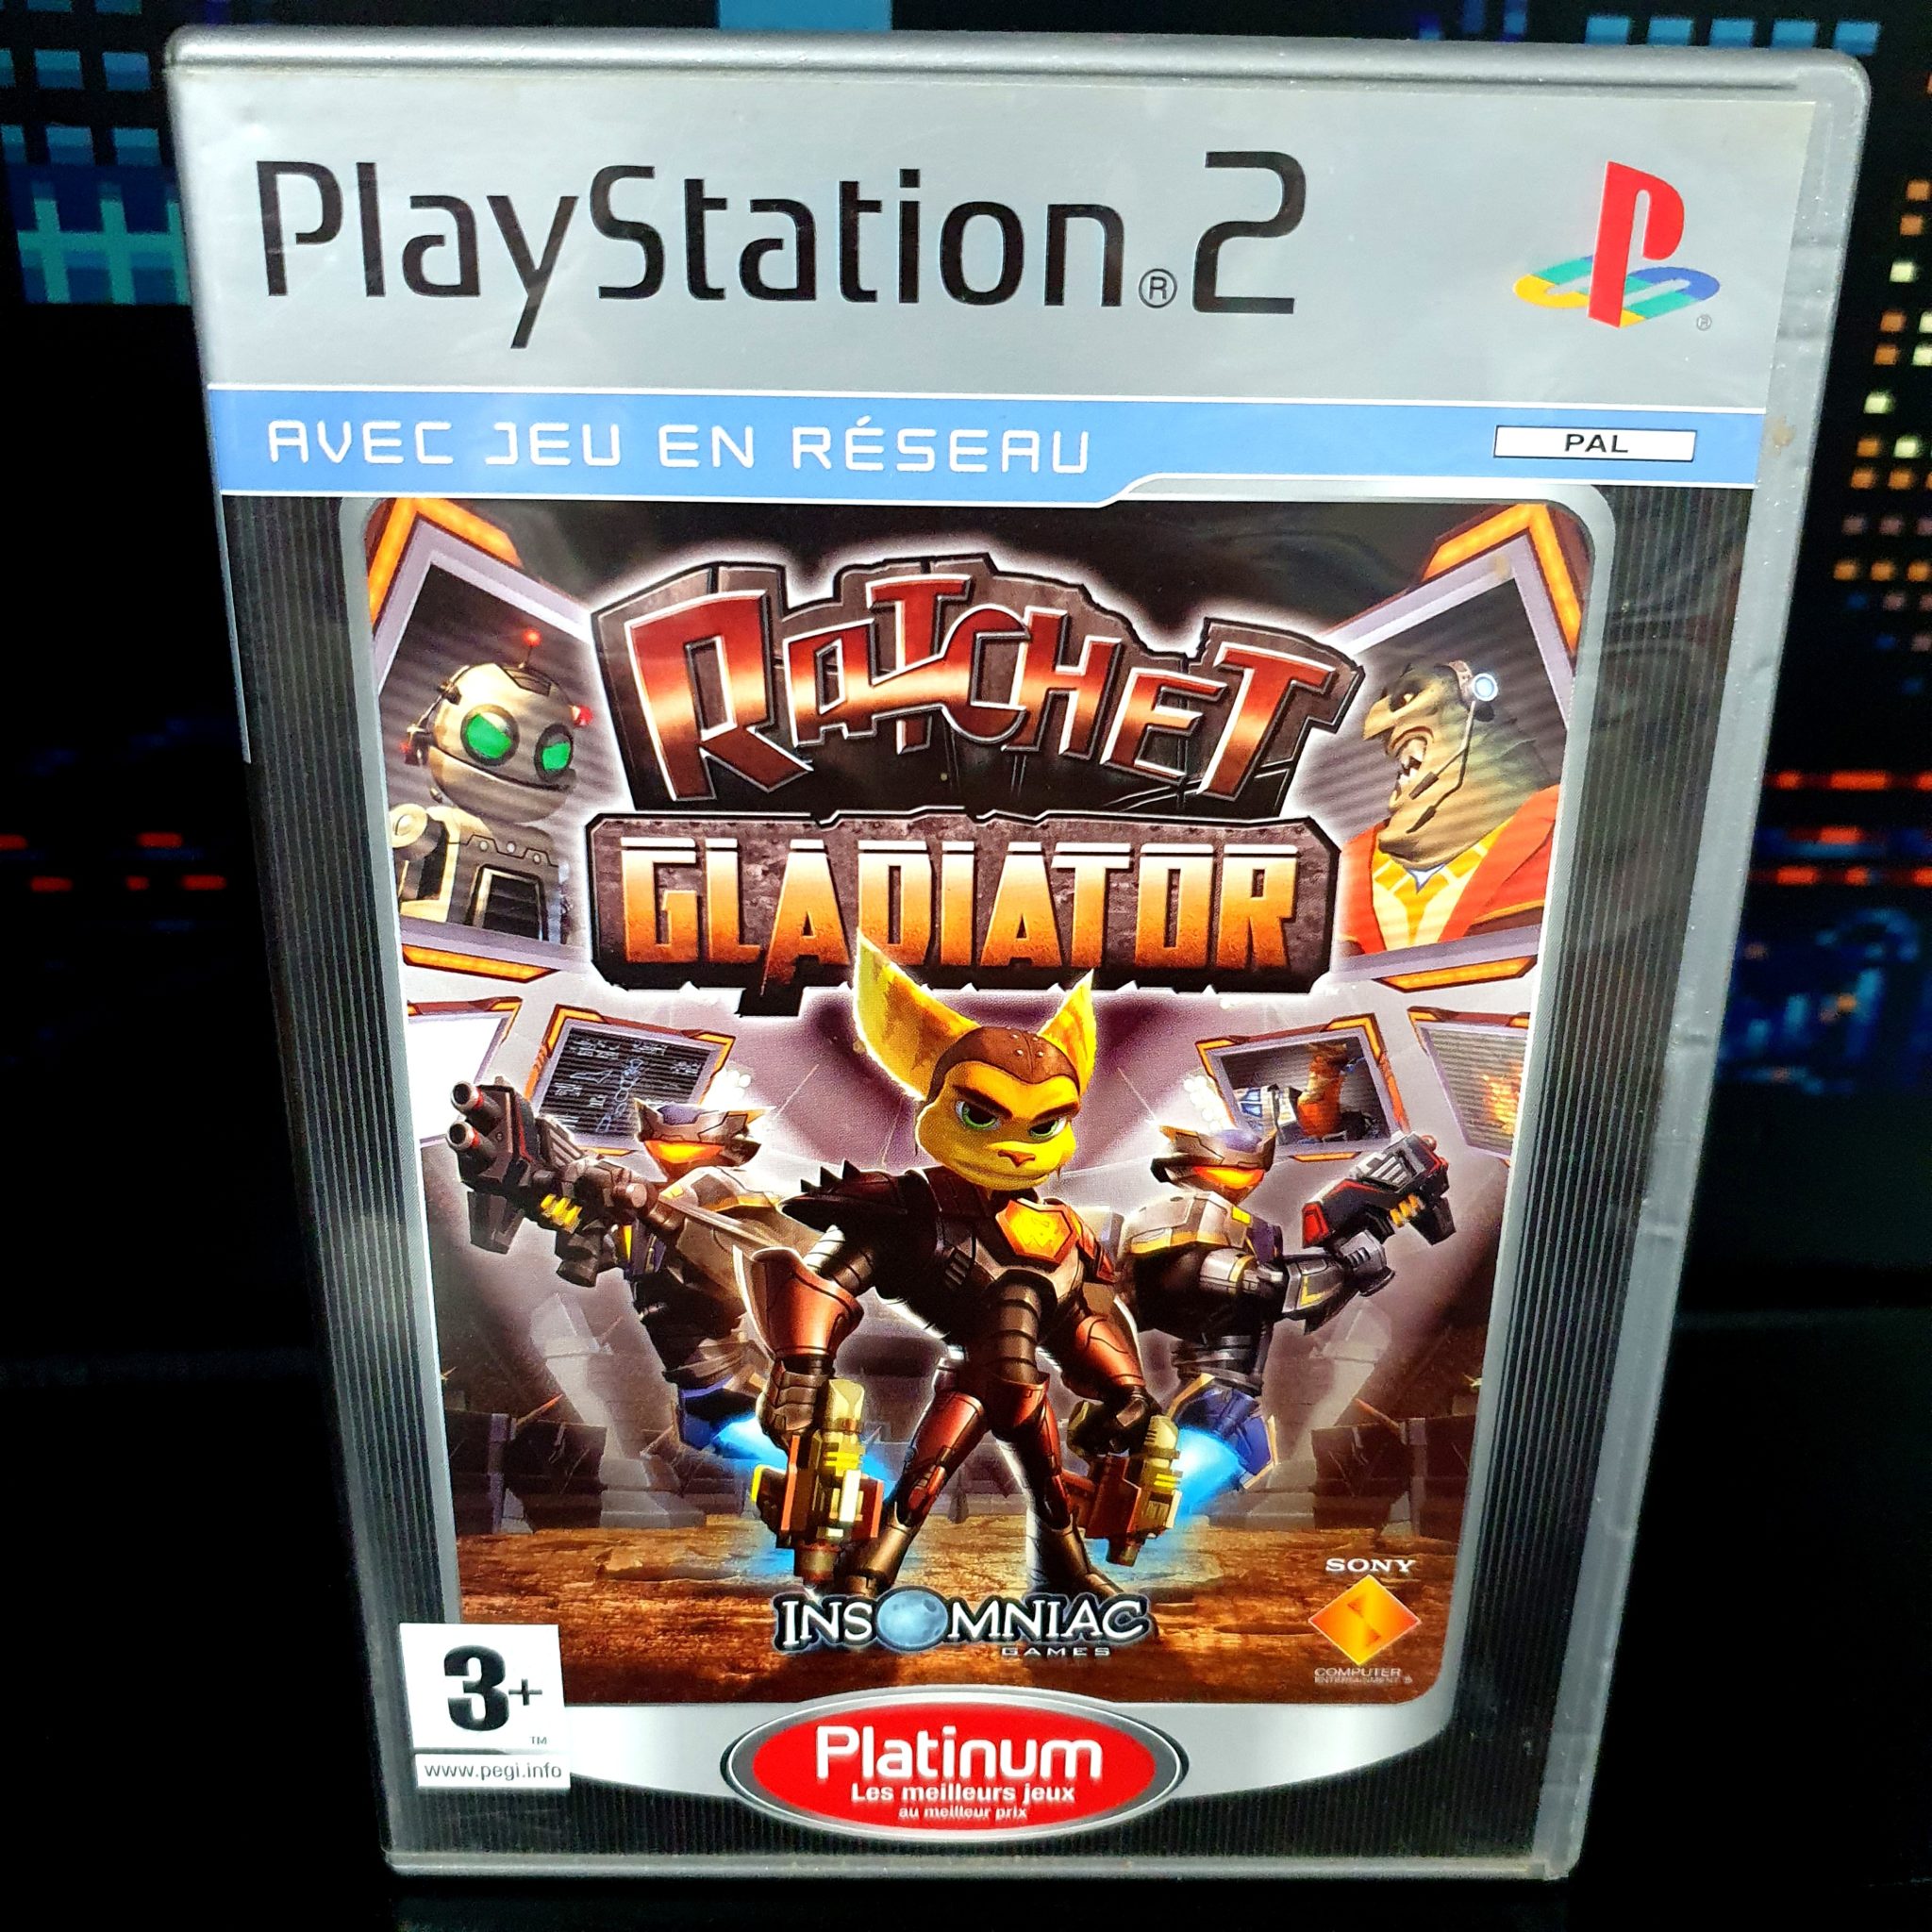 PlayStation®2
AVEC JEU EN RÉSEAU
PAL
RATCHET
GLADIATOR
INSOMNIAC
GAMES
SONY
COMPUTER
ENTERTAINMENT ®
3+
TM
www.pegi.info
Platinum
Les meilleurs jeux
au meilleur prix